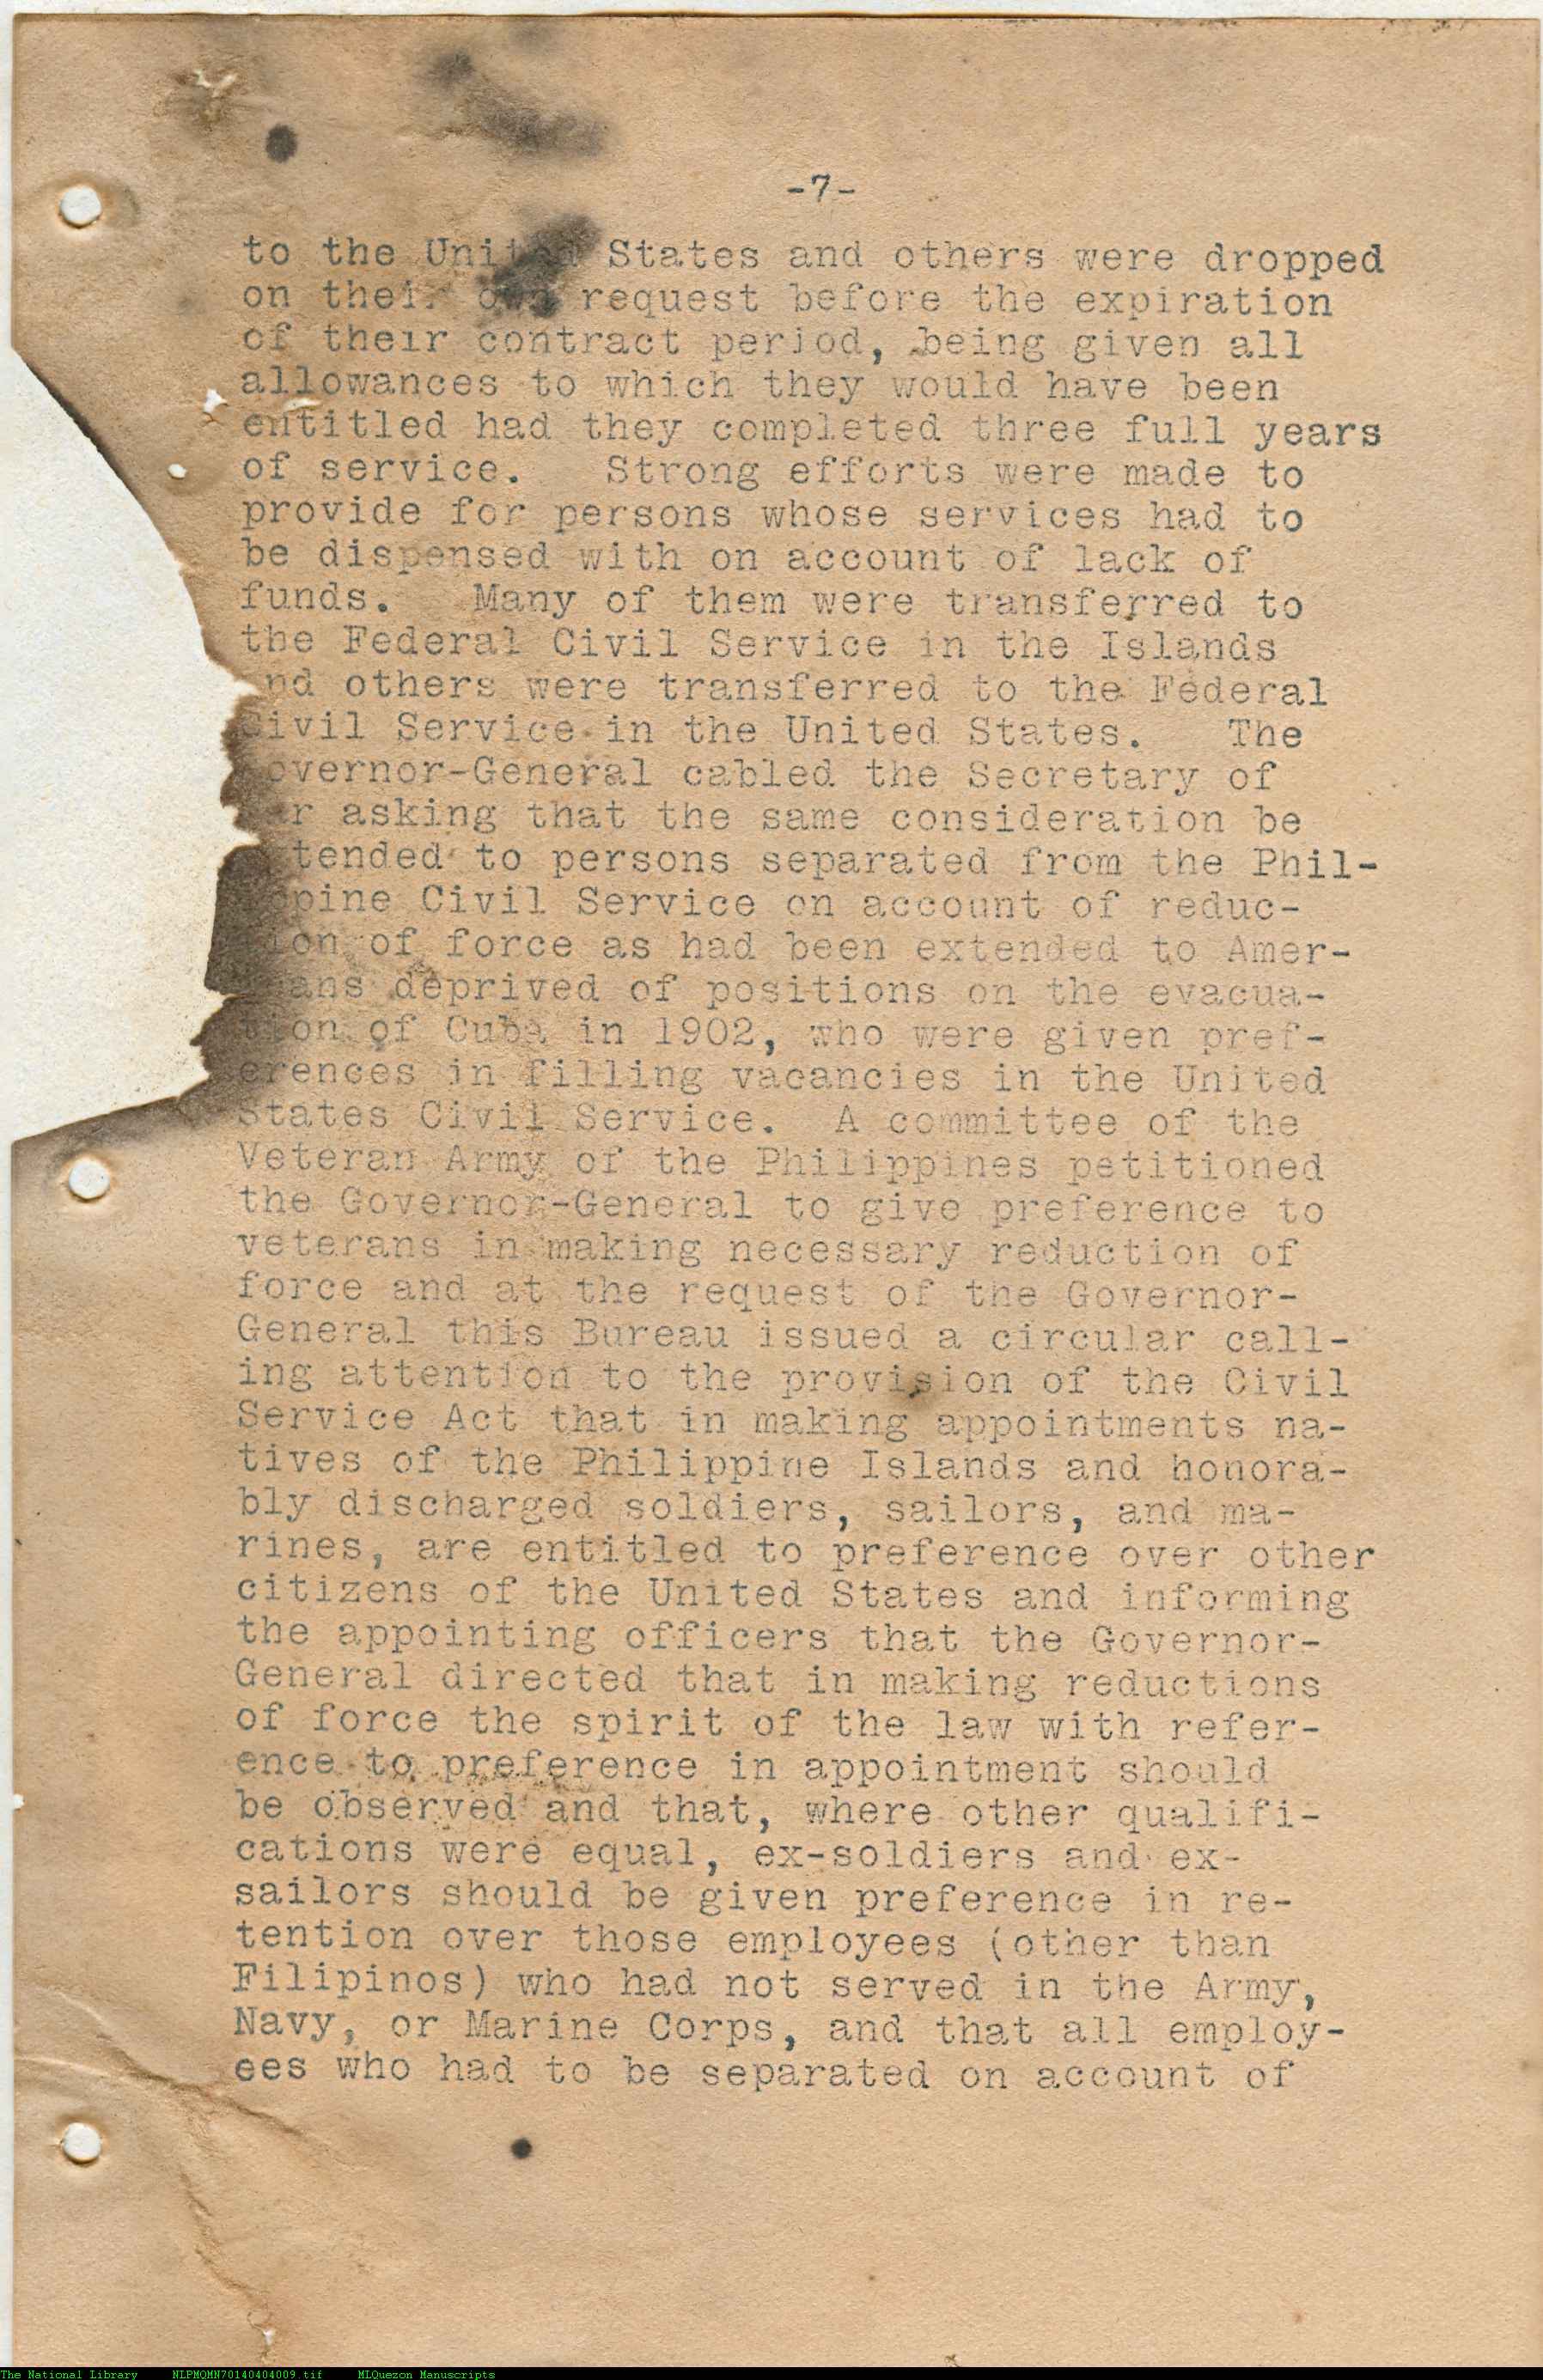 -7-
to the United States and others were dropped
on their own request before the expiration
of their contract period, being given all
allowances to which they would have been
entitled had they completed three full years
of service. Strong efforts were made to
provide for persons whose services had to
be dispensed with on account of lack of
funds. Many of them were transferred to
the Federal Civil Service in the Islands
nd others were transferred to the Federal
Civil Service in the United States. The
Governor-General cabled the Secretary of
ar asking that the same consideration be
tended to persons separated from the Phil-
pine Civil Service on account of reduc-
ion of force as had been extended to Amer-
ans deprived of positions on the evacua-
tion of Cuba in 1902, who were given pref-
erences in filling vacancies in the United
States Civil Service. A committee of the
Veteran Army of the Philippines petitioned
the Governor-General to give preference to
veterans in making necessary reduction of
force and at the request of the Governor-
General this Bureau issued a circular call-
ing attention to the provision of the Civil
Service Act that in making appointments na-
tives of the Philippine Islands and honora-
bly discharged soldiers, sailors, and ma-
rines, are entitled to preference over other
citizens of the United States and informing
the appointing officers that the Governor-
General directed that in making reductions
of force the spirit of the law with refer-
ence to preference in appointment should
be observed and that, where other qualifi-
cations were equal, ex-soldiers and ex-
sailors should be given preference in re-
tention over those employees (other than
Filipinos) who had not served in the Army,
Navy, or Marine Corps, and that all employ-
ees who had to be separated on account of
The National Library NLPMQMN70140404009.tif MLQuezon Manuscripts